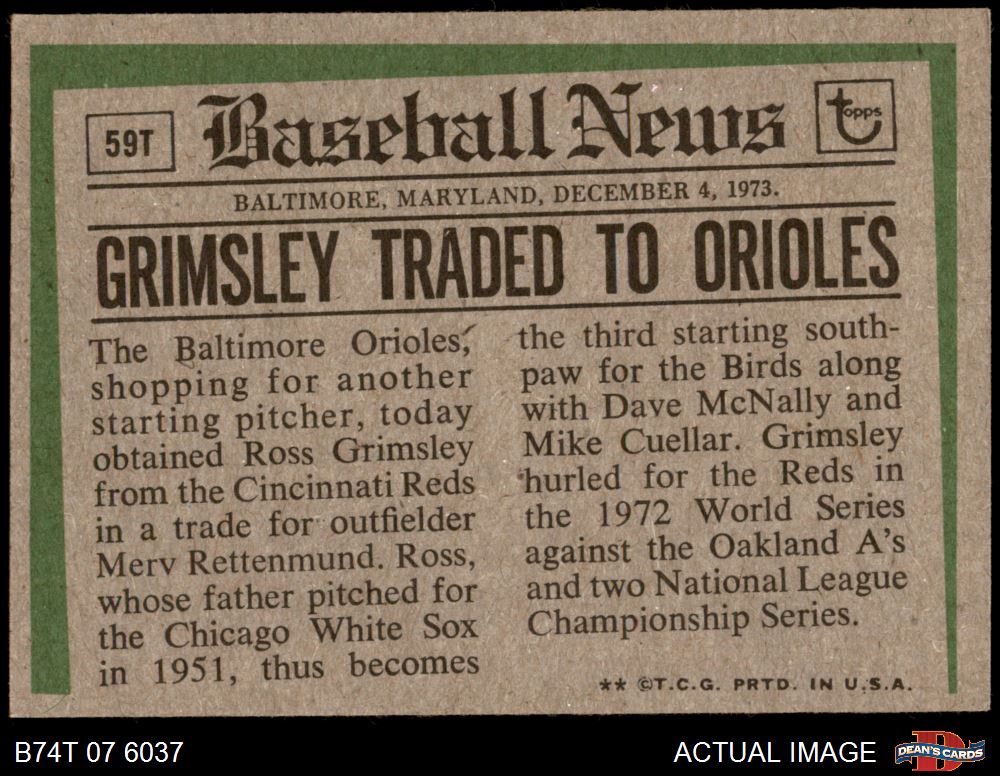 59T
Baseball News
topps
BALTIMORE, MARYLAND, DECEMBER 4, 1973.
GRIMSLEY TRADED TO ORIOLES
The Baltimore Orioles,
shopping for another
starting pitcher, today
obtained Ross Grimsley
from the Cincinnati Reds
in a trade for outfielder
Merv Rettenmund. Ross,
whose father pitched for
the Chicago White Sox
in 1951, thus becomes
the third starting south-
paw for the Birds along
with Dave McNally and
Mike Cuellar. Grimsley
hurled for the Reds in
the 1972 World Series
against the Oakland A's
and two National League
Championship Series.
** ©T.C.G. PRTD. IN U.S.A.
B74T 07 6037
ACTUAL IMAGE
DEAN'S CARDS